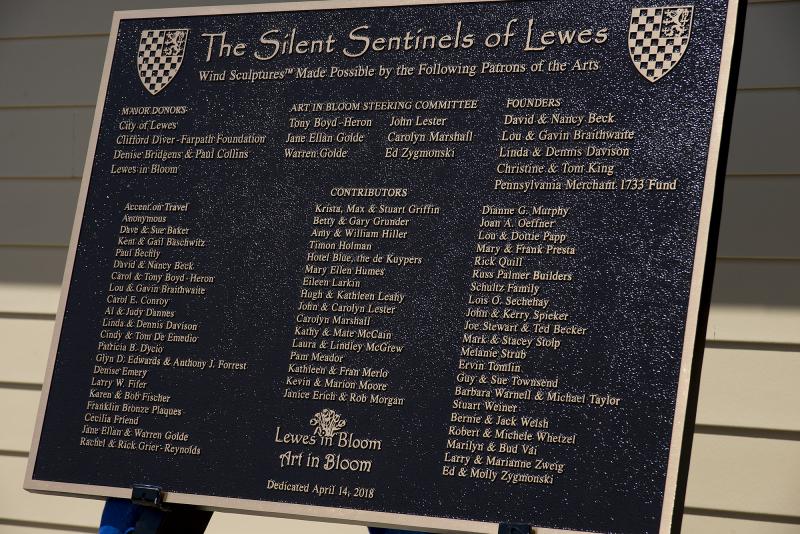 The Silent Sentinels of Lewes
Wind Sculptures™ Made Possible by the Following Patrons of the Arts
MAJOR DONORS
City of Lewes
Clifford Diver-Farpath Foundation
Denise Bridgens & Paul Collins
Lewes in Bloom
ART IN BLOOM STEERING COMMITTEE
Tony Boyd-Heron John Lester
Jane Ellan Golde Carolyn Marshall
Warren Golde Ed Zygmonski
FOUNDERS
David & Nancy Beck
Lou & Gavin Braithwaite
Linda & Dennis Davison
Christine & Tom King
Pennsylvania Merchant 1733 Fund
CONTRIBUTORS
Accent on Travel
Anonymous
Dave & Sue Baker
Kent & Gail Baschwitz
Paul Bechly
David & Nancy Beck
Carol & Tony Boyd-Heron
Lou & Gavin Braithwaite
Carol E. Conroy
Al & Judy Dannes
Linda & Dennis Davison
Cindy & Tom De Emedio
Patricia B. Dycio
Glyn D. Edwards & Anthony J. Forrest
Denise Emery
Larry W. Fifer
Karen & Bob Fischer
Franklin Bronze Plaques
Cecilia Friend
Jane Ellan & Warren Golde
Rachel & Rick Grier-Reynolds
Krista, Max & Stuart Griffin
Betty & Gary Grunder
Amy & William Hiller
Timon Holman
Hotel Blue, the de Kuypers
Mary Ellen Humes
Eileen Larkin
Hugh & Kathleen Leahy
John & Carolyn Lester
Carolyn Marshall
Kathy & Mate McCain
Laura & Lindley McGrew
Pam Meador
Kathleen & Fran Merlo
Kevin & Marion Moore
Janice Erich & Rob Morgan
Dianne G. Murphy
Joan A. Oeffner
Lou & Dottie Papp
Mary & Frank Presta
Rick Quill
Russ Palmer Builders
Schultz Family
Lois O. Sechehay
John & Kerry Spieker
Joe Stewart & Ted Becker
Mark & Stacey Stolp
Melanie Strub
Ervin Tomlin
Guy & Sue Townsend
Barbara Warnell & Michael Taylor
Stuart Weiner
Bernie & Jack Welsh
Robert & Michele Whetzel
Marilyn & Bud Vai
Larry & Marianne Zweig
Ed & Molly Zygmonski
Lewes in Bloom
Art in Bloom
Dedicated April 14, 2018